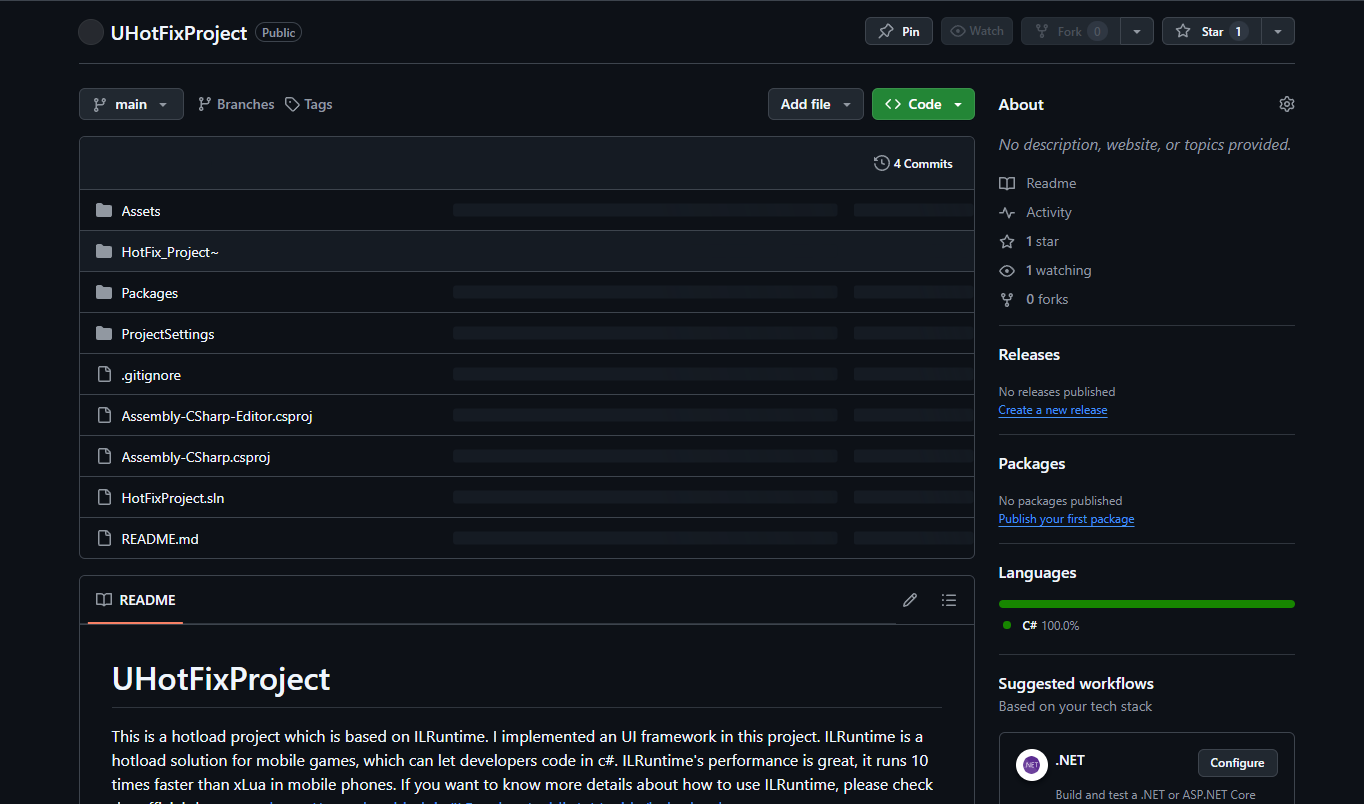 UHotFixProject Public Pin Watch Fork 0 Star 1
main Branches Tags Add file Code
4 Commits
Assets
HotFix_Project~
Packages
ProjectSettings
.gitignore
Assembly-CSharp-Editor.csproj
Assembly-CSharp.csproj
HotFixProject.sln
README.md
README
UHotFixProject
This is a hotload project which is based on ILRuntime. I implemented an UI framework in this project. ILRuntime is a
hotload solution for mobile games, which can let developers code in c#. ILRuntime's performance is great, it runs 10
times faster than xLua in mobile phones. If you want to know more details about how to use ILRuntime, please check
About
No description, website, or topics provided.
Readme
Activity
1 star
1 watching
0 forks
Releases
No releases published
Create a new release
Packages
No packages published
Publish your first package
Languages
C# 100.0%
Suggested workflows
Based on your tech stack
.NET
.NET Configure
Build and test a .NET or ASP.NET Core